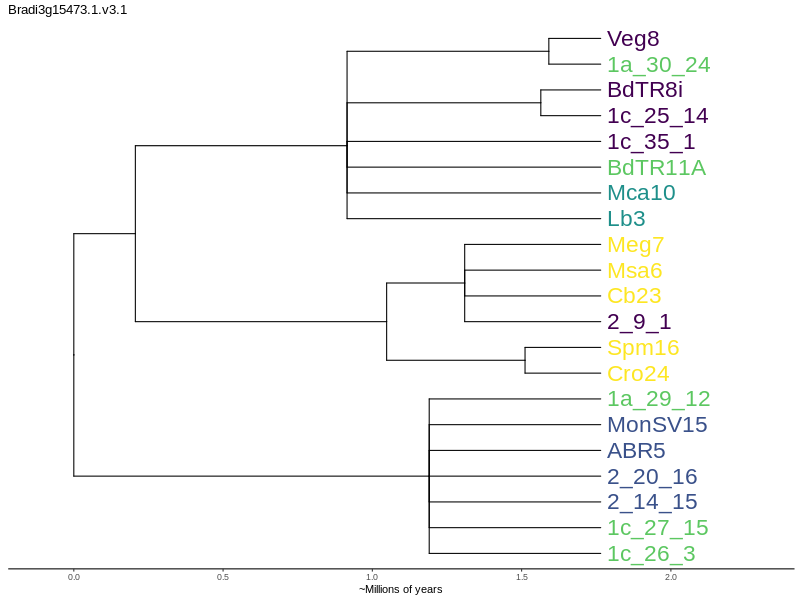 Bradi3g15473.1.v3.1
Veg8
1a_30_24
BdTR8i
1c_25_14
1c_35_1
BdTR11A
Mca10
Lb3
Meg7
Msa6
Cb23
2_9_1
Spm16
Cro24
1a_29_12
MonSV15
ABR5
2_20_16
2_14_15
1c_27_15
1c_26_3
0.0 0.5 1.0 1.5 2.0
~Millions of years